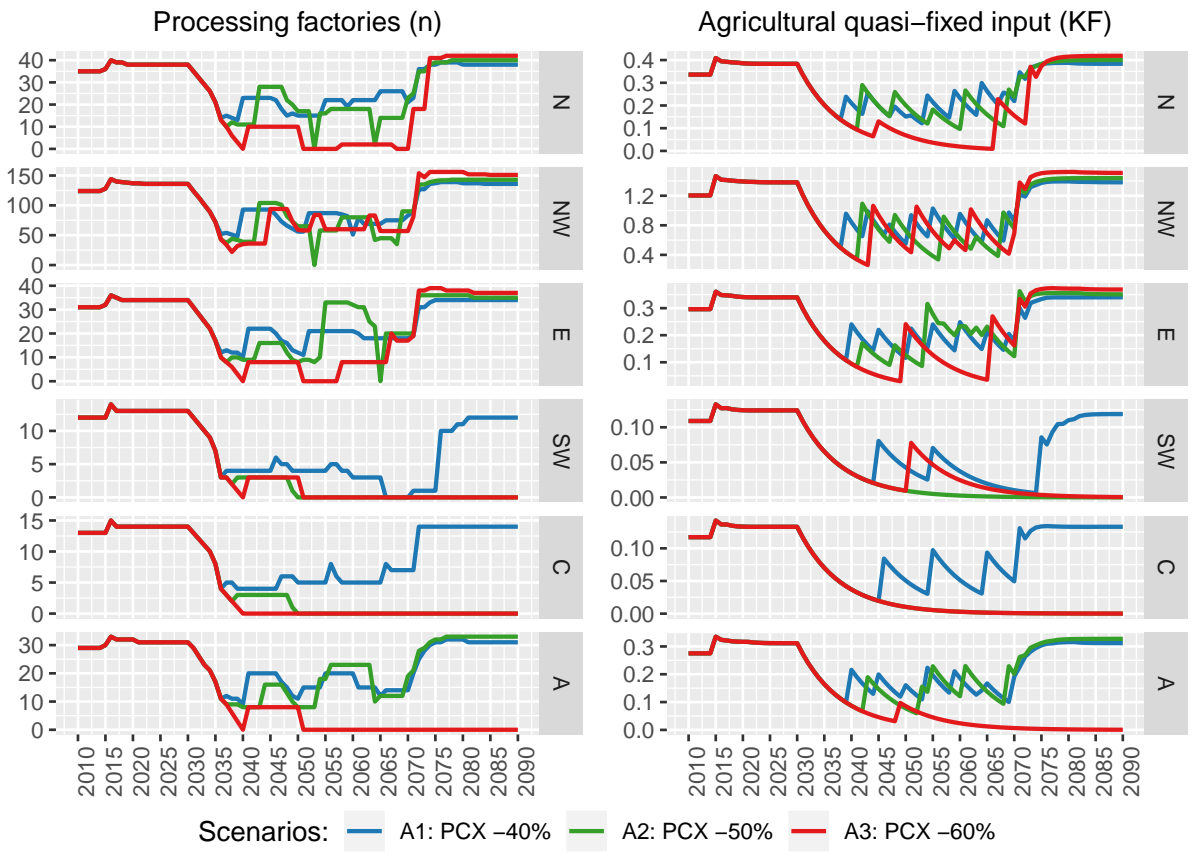 Processing factories (n)
Agricultural quasi−fixed input (KF)
40
30
20
10
0
N
0.4
0.3
0.2
0.1
0.0
N
150
100
50
0
NW
1.2
0.8
0.4
NW
40
30
20
10
0
E
0.3
0.2
0.1
E
10
5
0
SW
0.10
0.05
0.00
SW
15
10
5
0
C
0.10
0.05
0.00
C
30
20
10
0
A
0.3
0.2
0.1
0.0
A
2010 2015 2020 2025 2030 2035 2040 2045 2050 2055 2060 2065 2070 2075 2080 2085 2090
2010 2015 2020 2025 2030 2035 2040 2045 2050 2055 2060 2065 2070 2075 2080 2085 2090
Scenarios: A1: PCX −40% A2: PCX −50% A3: PCX −60%